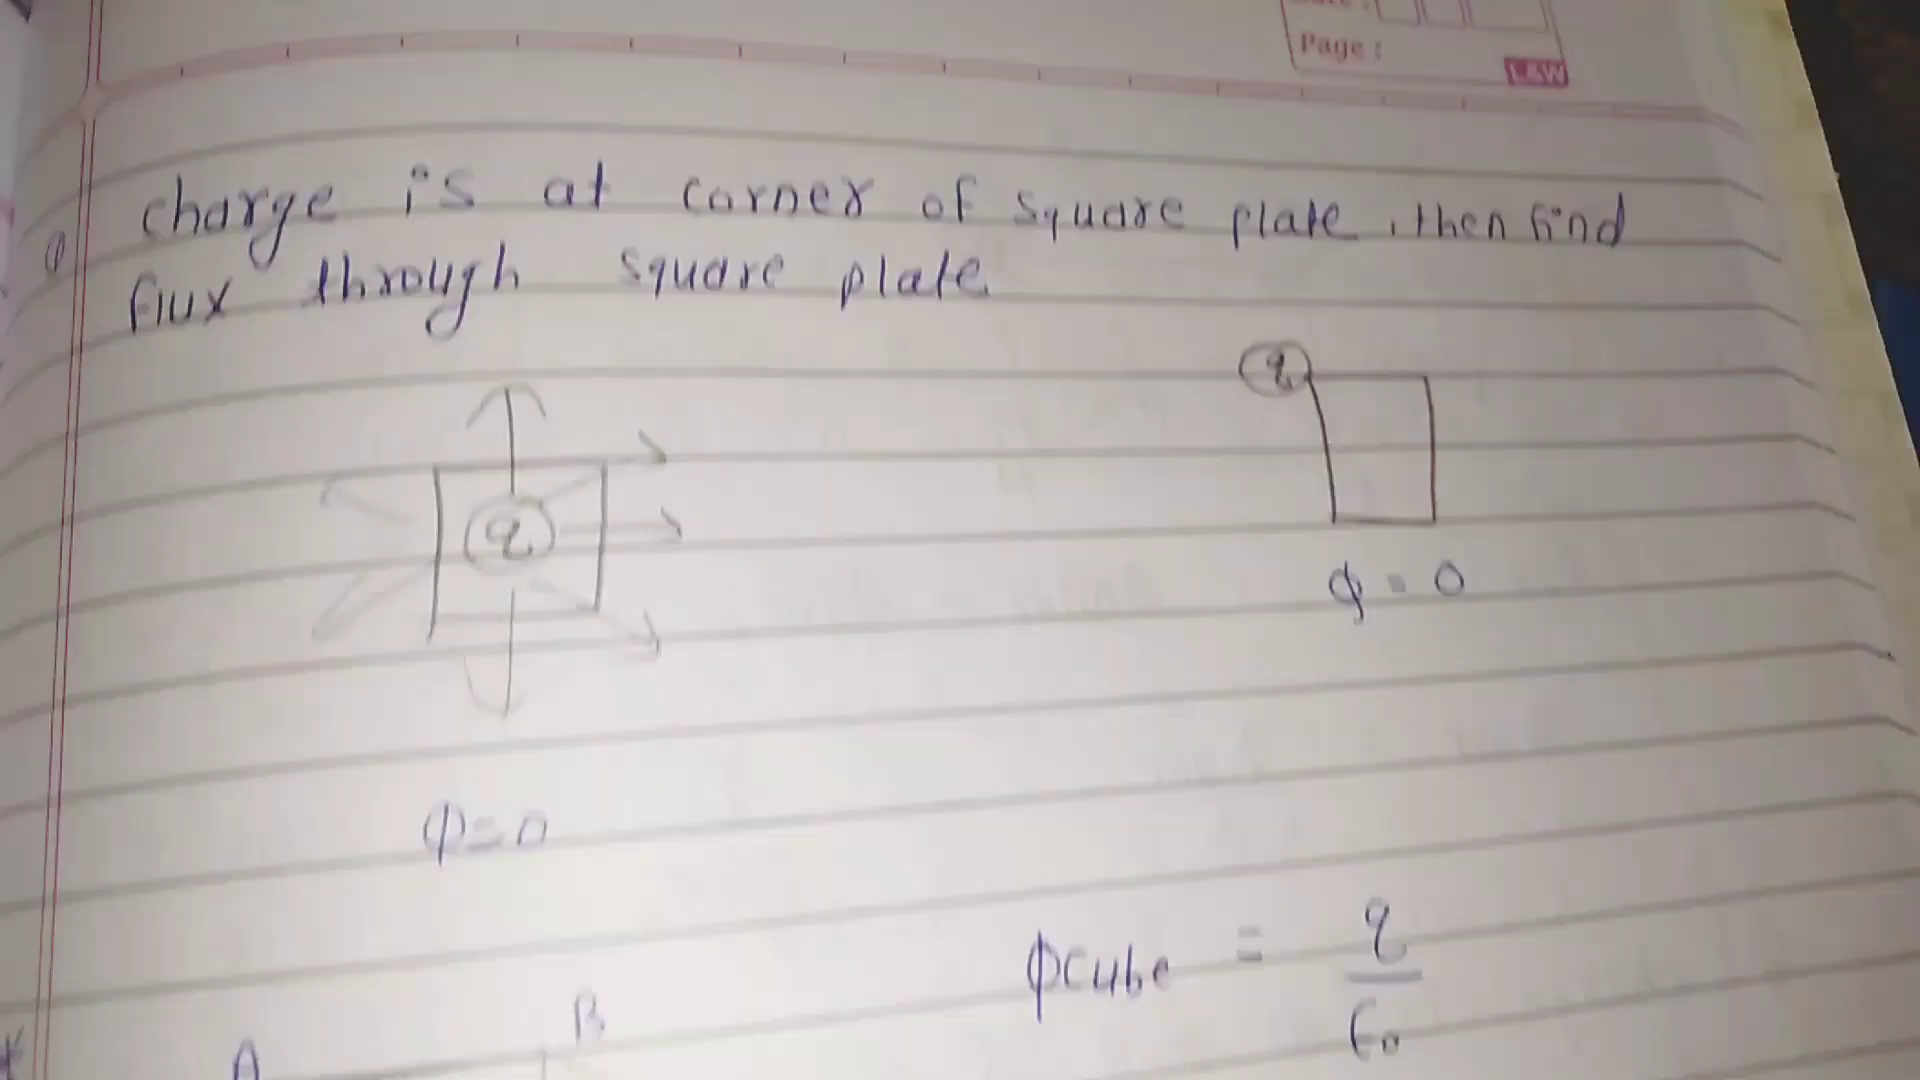 Page :
L&W
charge is at corner of square plate, then find
flux through square plate.
q
q
ϕ = 0
ϕ = 0
ϕcube = q/ϵ0
B
A